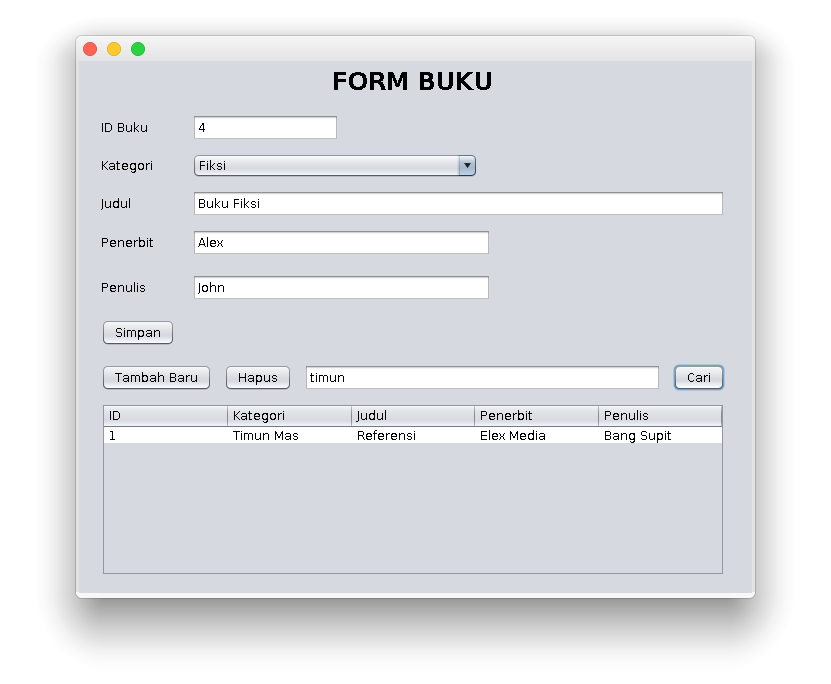 FORM BUKU
ID Buku 4
Kategori Fiksi
Judul Buku Fiksi
Penerbit Alex
Penulis John
Simpan
Tambah Baru Hapus timun Cari
ID Kategori Judul Penerbit Penulis
1 Timun Mas Referensi Elex Media Bang Supit